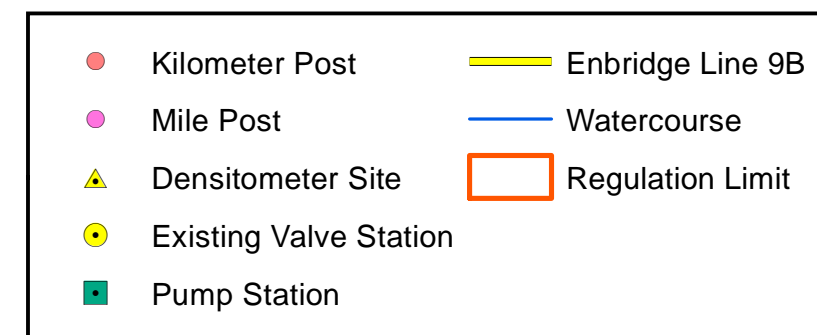 Kilometer Post
Mile Post
Densitometer Site
Existing Valve Station
Pump Station
Enbridge Line 9B
Watercourse
Regulation Limit